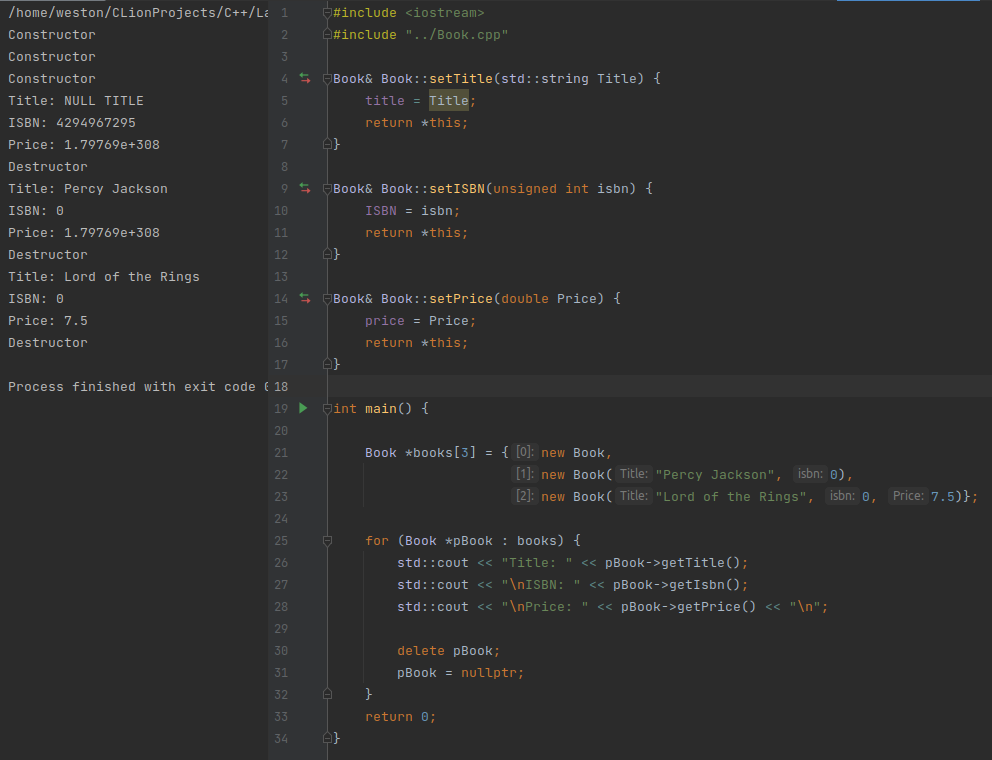 /home/weston/CLionProjects/C++/La
Constructor
Constructor
Constructor
Title: NULL TITLE
ISBN: 4294967295
Price: 1.79769e+308
Destructor
Title: Percy Jackson
ISBN: 0
Price: 1.79769e+308
Destructor
Title: Lord of the Rings
ISBN: 0
Price: 7.5
Destructor
Process finished with exit code 0
1 #include <iostream>
2 #include "../Book.cpp"
3
4 Book& Book::setTitle(std::string Title) {
5 title = Title;
6 return *this;
7 }
8
9 Book& Book::setISBN(unsigned int isbn) {
10 ISBN = isbn;
11 return *this;
12 }
13
14 Book& Book::setPrice(double Price) {
15 price = Price;
16 return *this;
17 }
18
19 int main() {
20
21 Book *books[3] = { [0]: new Book,
22 [1]: new Book( Title: "Percy Jackson", isbn: 0),
23 [2]: new Book( Title: "Lord of the Rings", isbn: 0, Price: 7.5)};
24
25 for (Book *pBook : books) {
26 std::cout << "Title: " << pBook->getTitle();
27 std::cout << "\nISBN: " << pBook->getIsbn();
28 std::cout << "\nPrice: " << pBook->getPrice() << "\n";
29
30 delete pBook;
31 pBook = nullptr;
32 }
33 return 0;
34 }